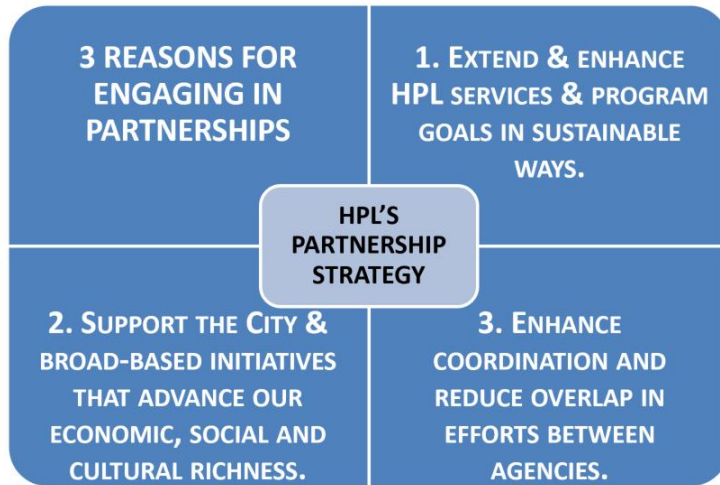 3 REASONS FOR
ENGAGING IN
PARTNERSHIPS
1. EXTEND & ENHANCE
HPL SERVICES & PROGRAM
GOALS IN SUSTAINABLE
WAYS.
HPL'S
PARTNERSHIP
STRATEGY
2. SUPPORT THE CITY &
BROAD-BASED INITIATIVES
THAT ADVANCE OUR
ECONOMIC, SOCIAL AND
CULTURAL RICHNESS.
3. ENHANCE
COORDINATION AND
REDUCE OVERLAP IN
EFFORTS BETWEEN
AGENCIES.